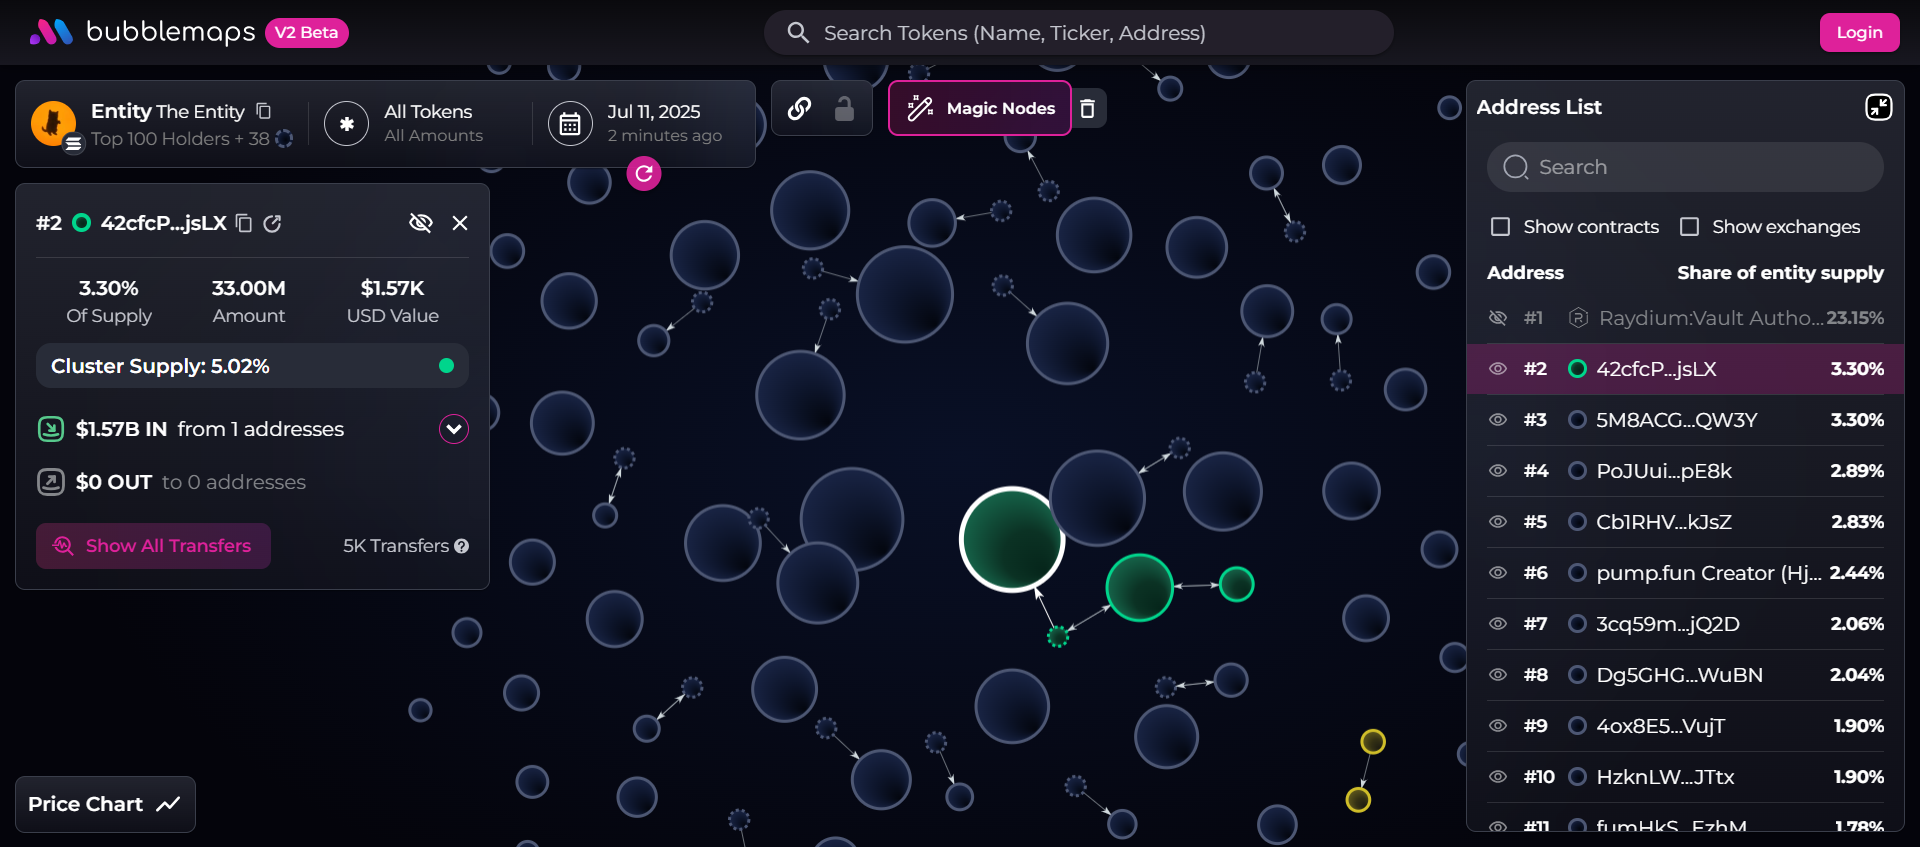 bubblemaps V2 Beta
Search Tokens (Name, Ticker, Address)
Login
Entity The Entity
Top 100 Holders + 38
All Tokens
All Amounts
Jul 11, 2025
2 minutes ago
Magic Nodes
#2 42cfcP...jsLX
3.30%
Of Supply
33.00M
Amount
$1.57K
USD Value
Cluster Supply: 5.02%
$1.57B IN from 1 addresses
$0 OUT to 0 addresses
Show All Transfers
5K Transfers
Price Chart
Address List
Search
Show contracts
Show exchanges
Address Share of entity supply
#1 Raydium:Vault Autho... 23.15%
#2 42cfcP...jsLX 3.30%
#3 5M8ACG...QW3Y 3.30%
#4 PoJUui...pE8k 2.89%
#5 Cb1RHV...kJsZ 2.83%
#6 pump.fun Creator (Hj... 2.44%
#7 3cq59m...jQ2D 2.06%
#8 Dg5GHG...WuBN 2.04%
#9 4ox8E5...VujT 1.90%
#10 HzknLW...JTtx 1.90%
#11 fumHkS...EzhM 1.78%